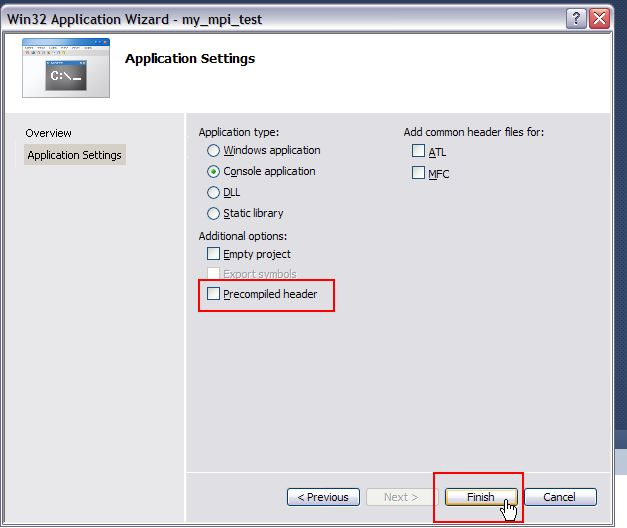 Win32 Application Wizard - my_mpi_test
C:\_
Application Settings
Overview
Application Settings
Application type:
Windows application
Console application
DLL
Static library
Additional options:
Empty project
Export symbols
Precompiled header
Add common header files for:
ATL
MFC
< Previous
Next >
Finish
Cancel